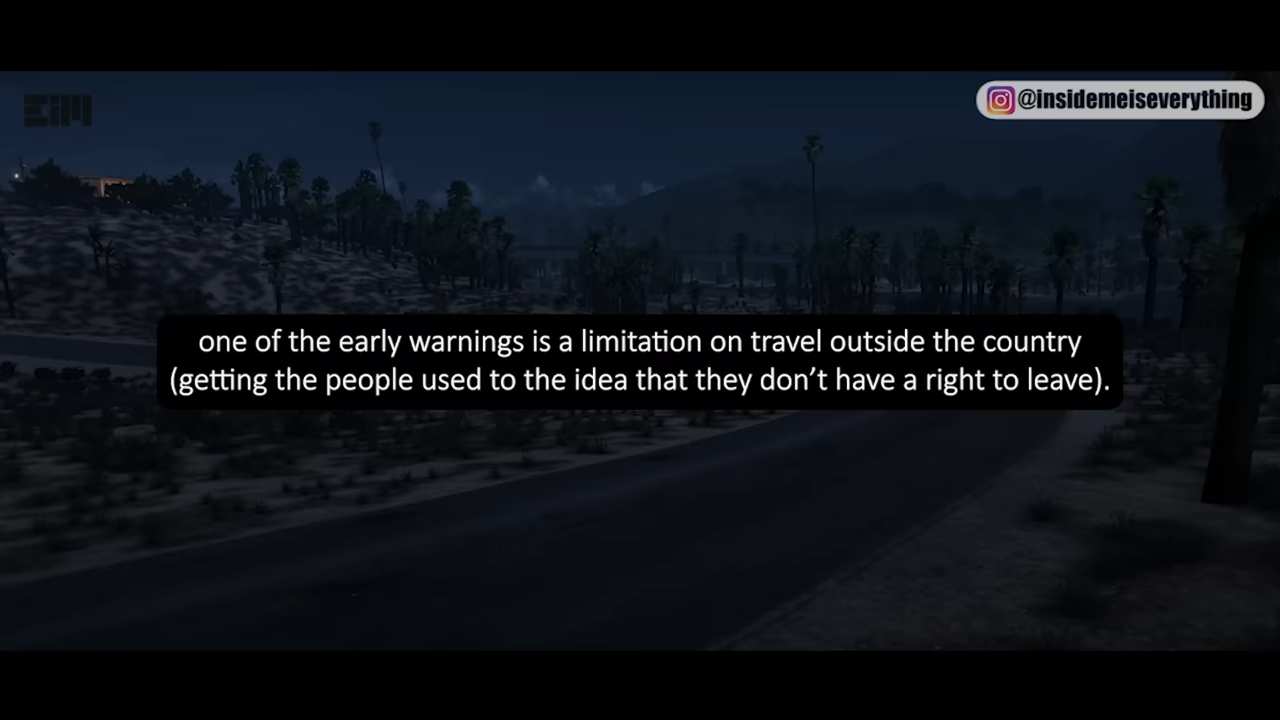 EIM
@insidemeiseverything
one of the early warnings is a limitation on travel outside the country
(getting the people used to the idea that they don’t have a right to leave).